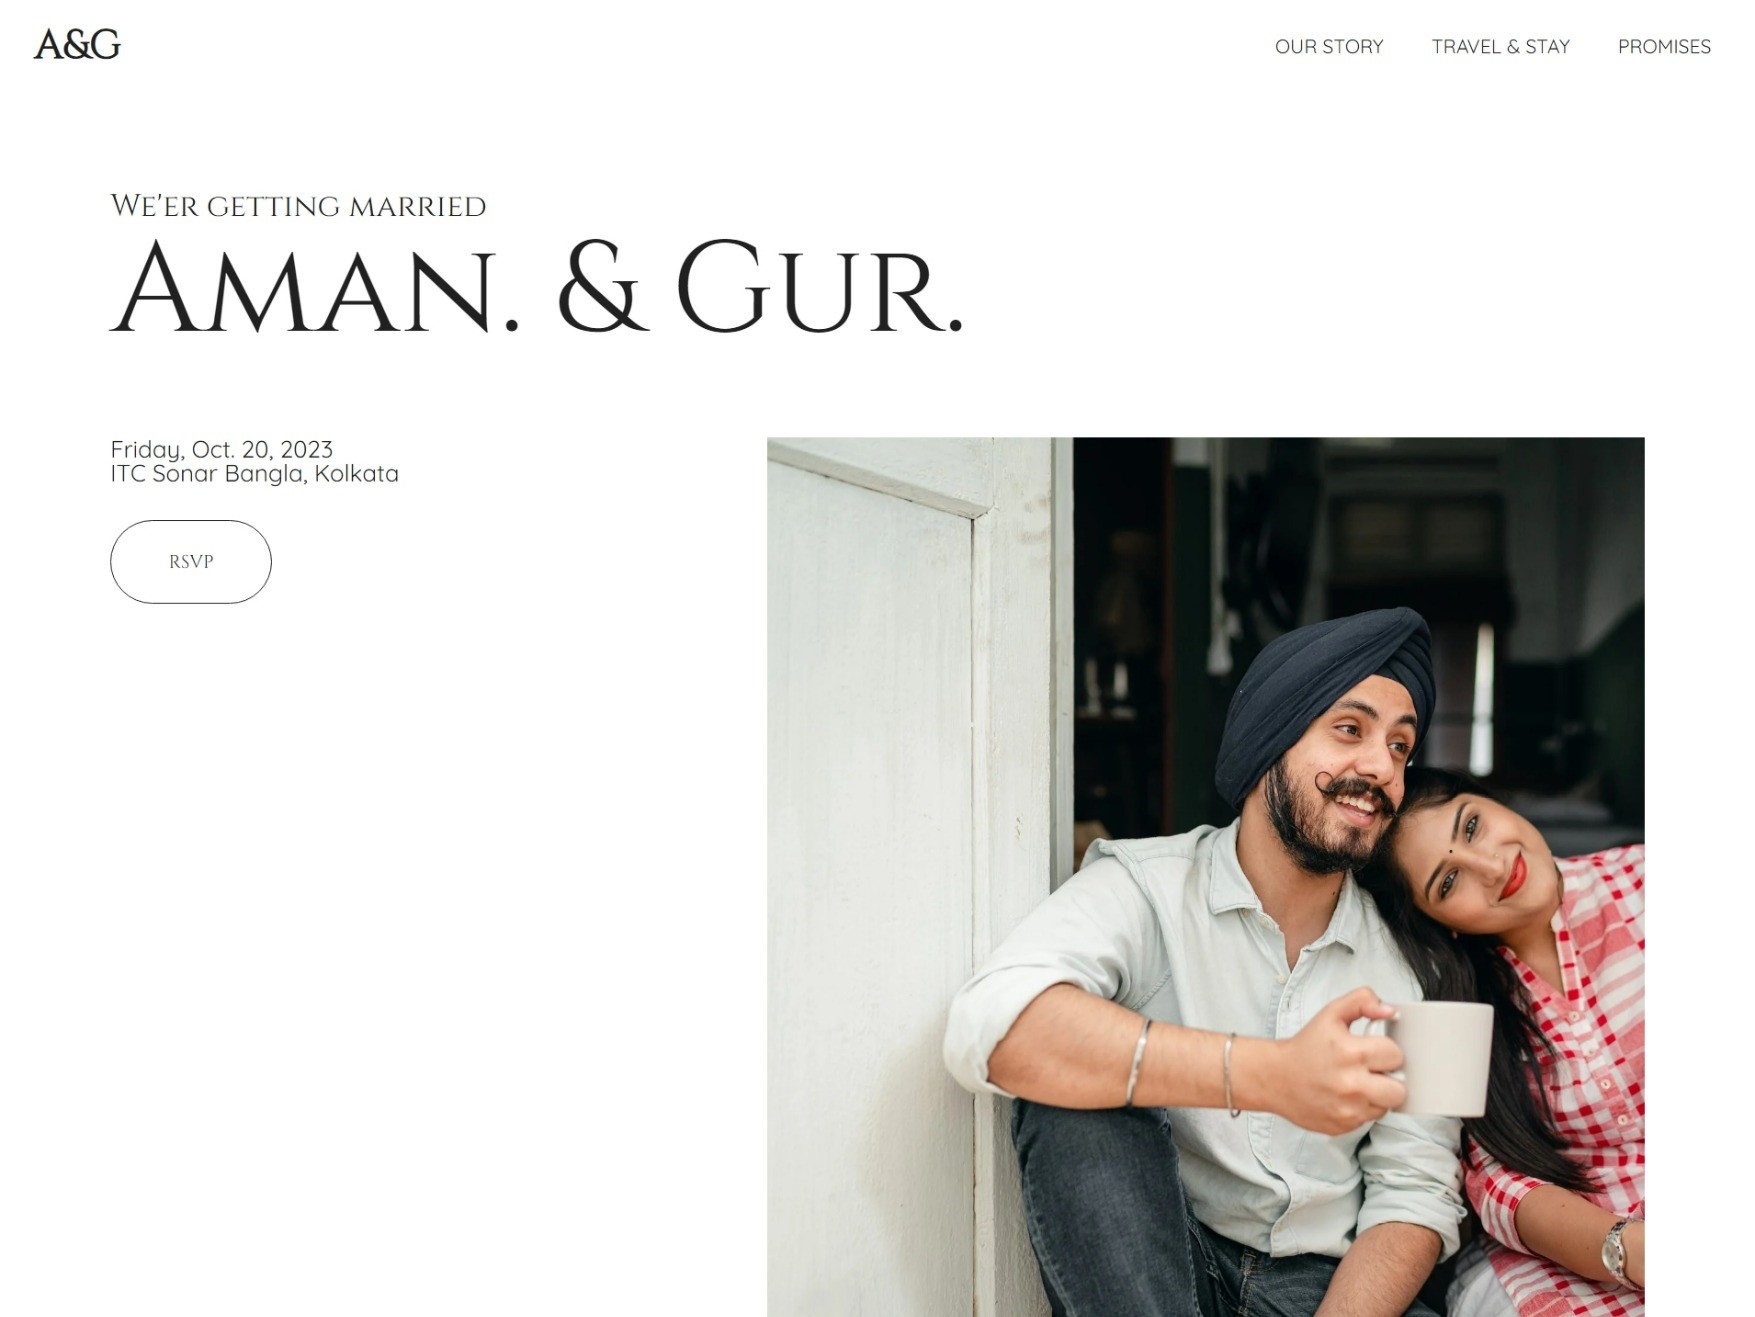 A&G
OUR STORY
TRAVEL & STAY
PROMISES
We'er getting married
Aman. & Gur.
Friday, Oct. 20, 2023
ITC Sonar Bangla, Kolkata
RSVP